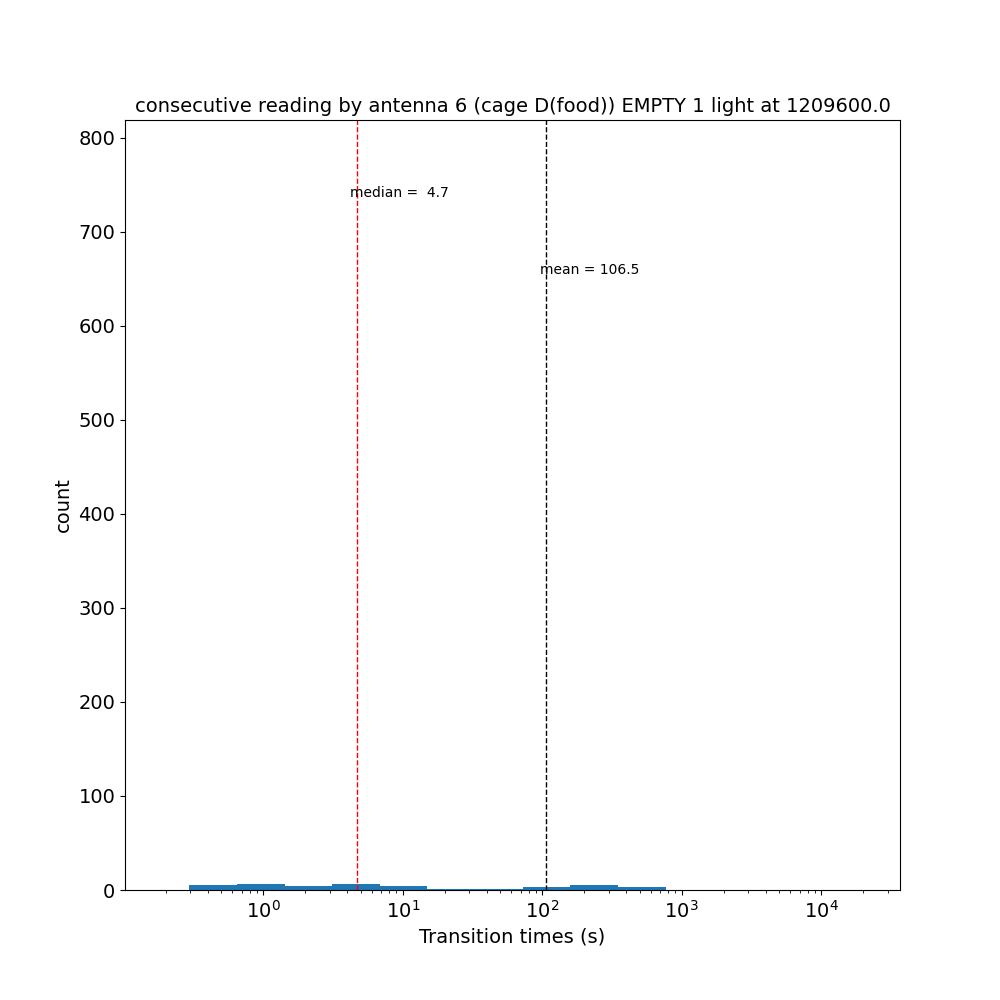 consecutive reading by antenna 6 (cage D(food)) EMPTY 1 light at 1209600.0
800
700
600
500
400
300
200
100
0
median =  4.7
mean = 106.5
count
10^0
10^1
10^2
10^3
10^4
Transition times (s)